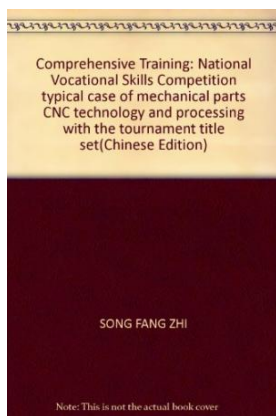 Comprehensive Training: National
Vocational Skills Competition
typical case of mechanical parts
CNC technology and processing
with the tournament title
set(Chinese Edition)
SONG FANG ZHI
Note: This is not the actual book cover